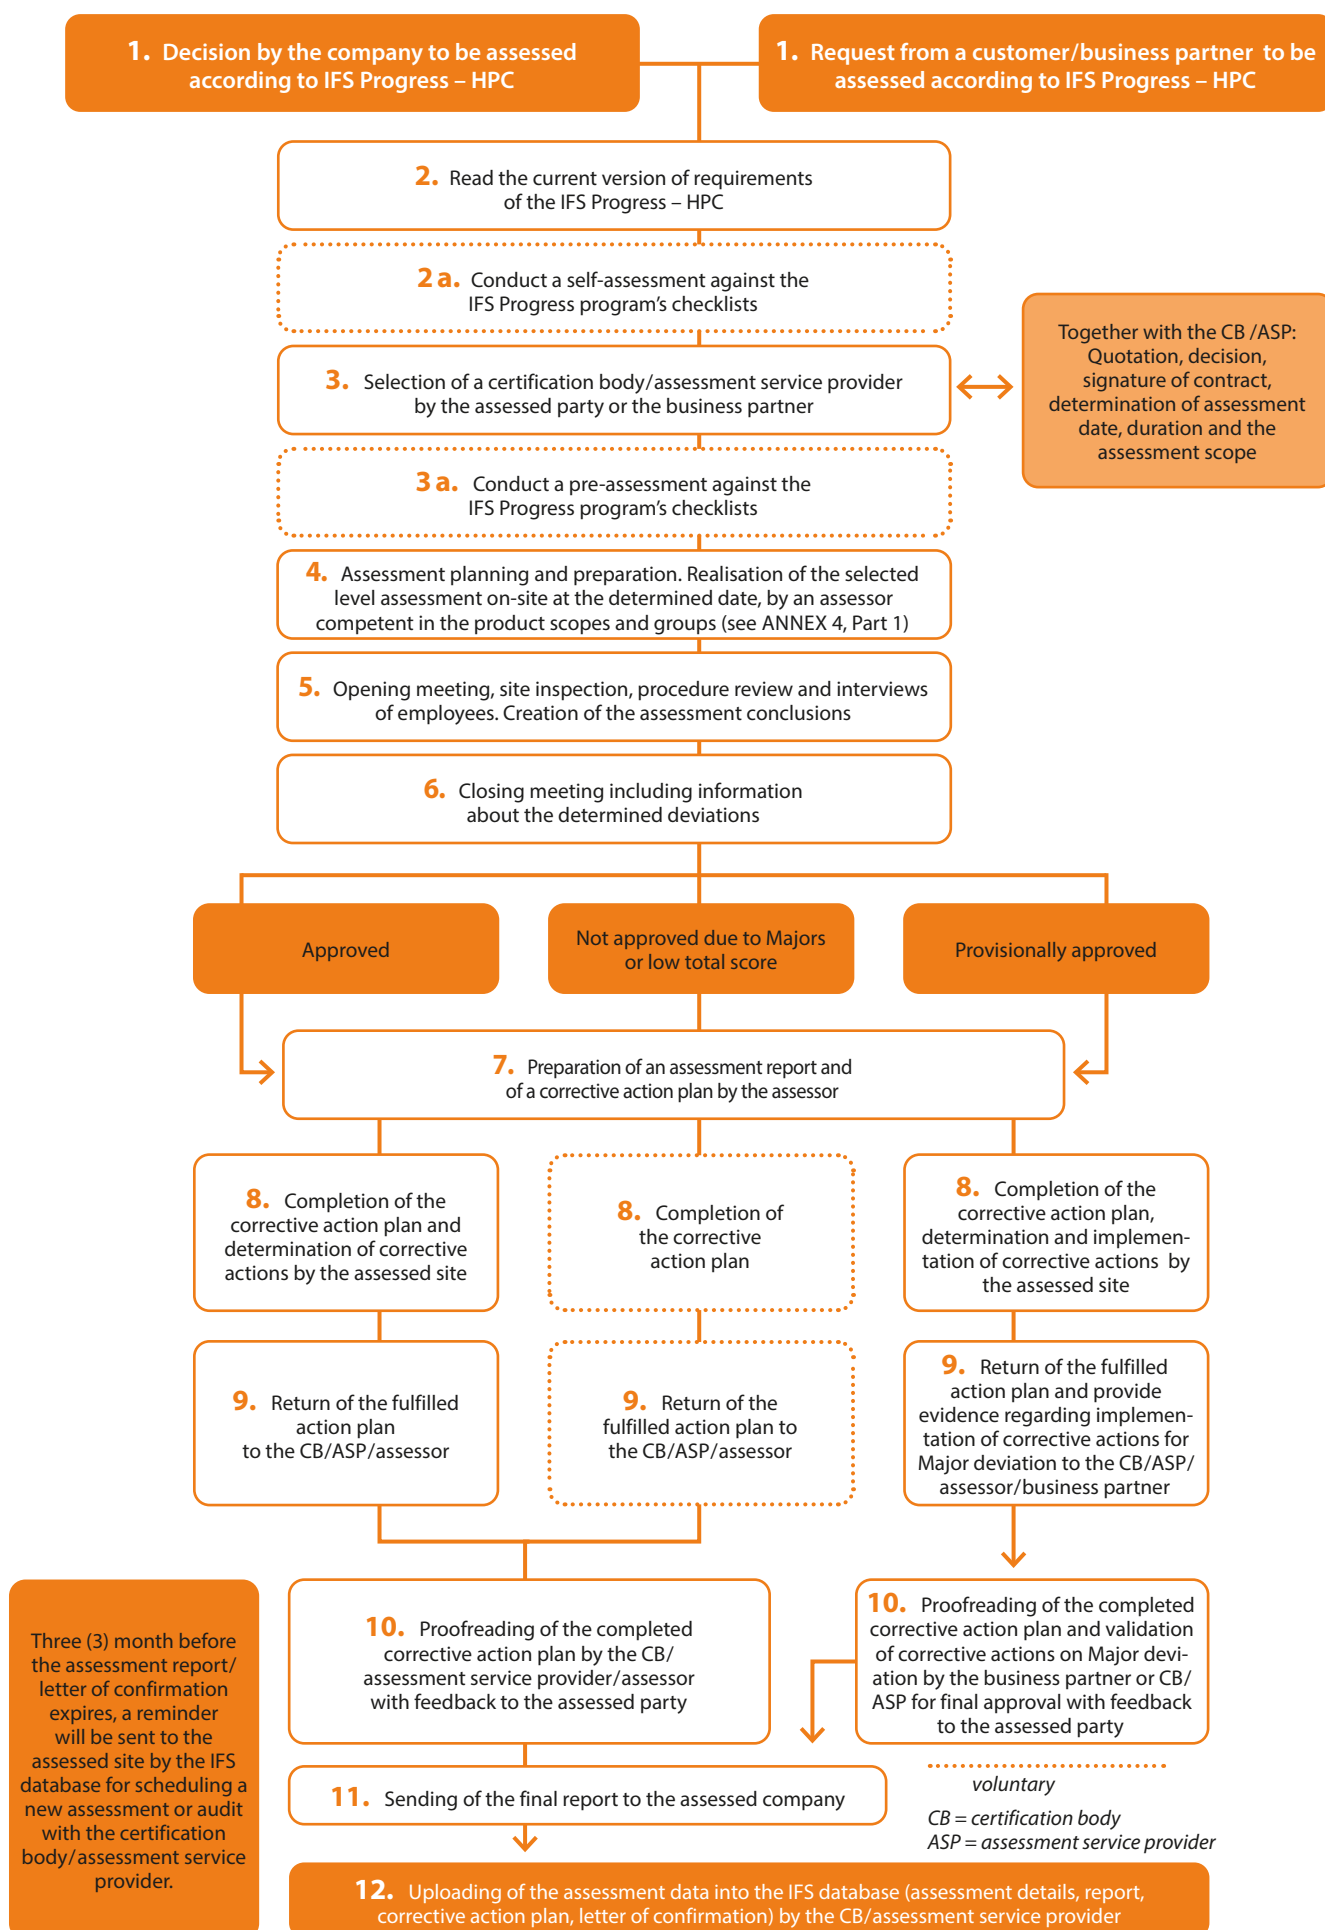 1. Decision by the company to be assessed
according to IFS Progress – HPC
1. Request from a customer/business partner to be
assessed according to IFS Progress – HPC
2. Read the current version of requirements
of the IFS Progress – HPC
2 a. Conduct a self-assessment against the
IFS Progress program’s checklists
3. Selection of a certification body/assessment service provider
by the assessed party or the business partner
Together with the CB /ASP:
Quotation, decision,
signature of contract,
determination of assessment
date, duration and the
assessment scope
3 a. Conduct a pre-assessment against the
IFS Progress program’s checklists
4. Assessment planning and preparation. Realisation of the selected
level assessment on-site at the determined date, by an assessor
competent in the product scopes and groups (see ANNEX 4, Part 1)
5. Opening meeting, site inspection, procedure review and interviews
of employees. Creation of the assessment conclusions
6. Closing meeting including information
about the determined deviations
Approved
Not approved due to Majors
or low total score
Provisionally approved
7. Preparation of an assessment report and
of a corrective action plan by the assessor
8. Completion of the
corrective action plan and
determination of corrective
actions by the assessed site
8. Completion of
the corrective
action plan
8. Completion of the
corrective action plan,
determination and implemen-
tation of corrective actions by
the assessed site
9. Return of the fulfilled
action plan
to the CB/ASP/assessor
9. Return of the
fulfilled action plan to
the CB/ASP/assessor
9. Return of the fulfilled
action plan and provide
evidence regarding implemen-
tation of corrective actions for
Major deviation to the CB/ASP/
assessor/business partner
Three (3) month before
the assessment report/
letter of confirmation
expires, a reminder
will be sent to the
assessed site by the IFS
database for scheduling a
new assessment or audit
with the certification
body/assessment service
provider.
10. Proofreading of the completed
corrective action plan by the CB/
assessment service provider/assessor
with feedback to the assessed party
10. Proofreading of the completed
corrective action plan and validation
of corrective actions on Major devi-
ation by the business partner or CB/
ASP for final approval with feedback
to the assessed party
11. Sending of the final report to the assessed company
voluntary
CB = certification body
ASP = assessment service provider
12. Uploading of the assessment data into the IFS database (assessment details, report,
corrective action plan, letter of confirmation) by the CB/assessment service provider